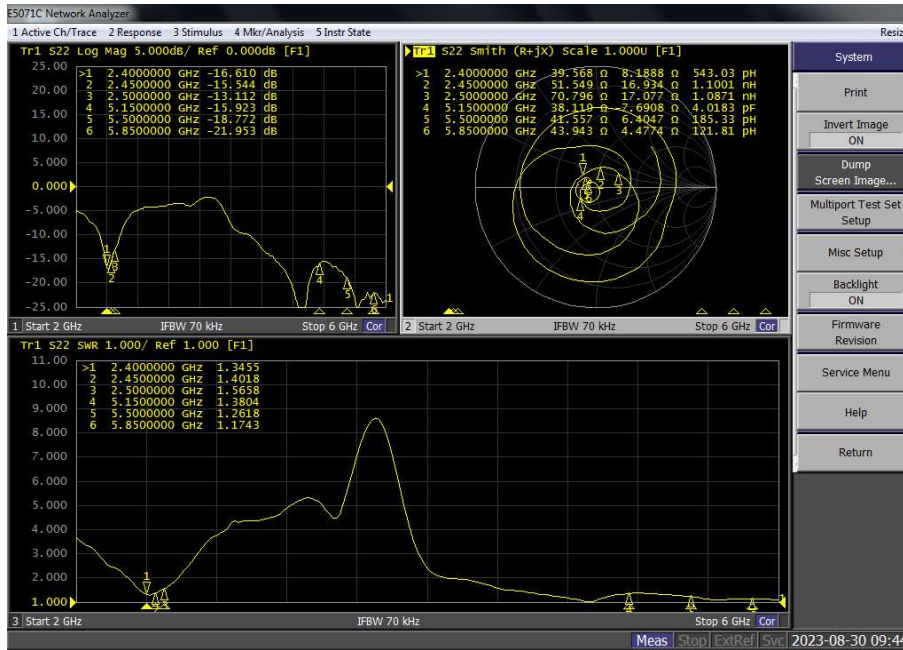 E5071C Network Analyzer
1 Active Ch/Trace 2 Response 3 Stimulus 4 Mkr/Analysis 5 Instr State
Resiz
Tr1 S22 Log Mag 5.000dB/ Ref 0.000dB [F1]
25.00
20.00
15.00
10.00
5.000
0.000
-5.000
-10.00
-15.00
-20.00
-25.00
>1 2.4000000 GHz -16.610 dB
2 2.4500000 GHz -15.544 dB
3 2.5000000 GHz -13.112 dB
4 5.1500000 GHz -15.923 dB
5 5.5000000 GHz -18.772 dB
6 5.8500000 GHz -21.953 dB
1
3
2
4
5
6
1
1 Start 2 GHz IFBW 70 kHz Stop 6 GHz Cor
Tr1 S22 Smith (R+jX) Scale 1.000U [F1]
>1 2.4000000 GHz 39.568 Ω 8.1888 Ω 543.03 pH
2 2.4500000 GHz 51.549 Ω 16.934 Ω 1.1001 nH
3 2.5000000 GHz 70.796 Ω 17.077 Ω 1.0871 nH
4 5.1500000 GHz 38.119 Ω -7.6908 Ω 4.0183 pF
5 5.5000000 GHz 41.557 Ω 6.4047 Ω 185.33 pH
6 5.8500000 GHz 43.943 Ω 4.4774 Ω 121.81 pH
1
2
3
6
4
2 Start 2 GHz IFBW 70 kHz Stop 6 GHz Cor
Tr1 S22 SWR 1.000/ Ref 1.000 [F1]
11.00
10.00
9.000
8.000
7.000
6.000
5.000
4.000
3.000
2.000
1.000
>1 2.4000000 GHz 1.3455
2 2.4500000 GHz 1.4018
3 2.5000000 GHz 1.5658
4 5.1500000 GHz 1.3804
5 5.5000000 GHz 1.2618
6 5.8500000 GHz 1.1743
1
3 Start 2 GHz IFBW 70 kHz Stop 6 GHz Cor
System
Print
Invert Image
ON
Dump
Screen Image...
Multiport Test Set
Setup
Misc Setup
Backlight
ON
Firmware
Revision
Service Menu
Help
Return
Meas Stop ExtRef Svc 2023-08-30 09:44